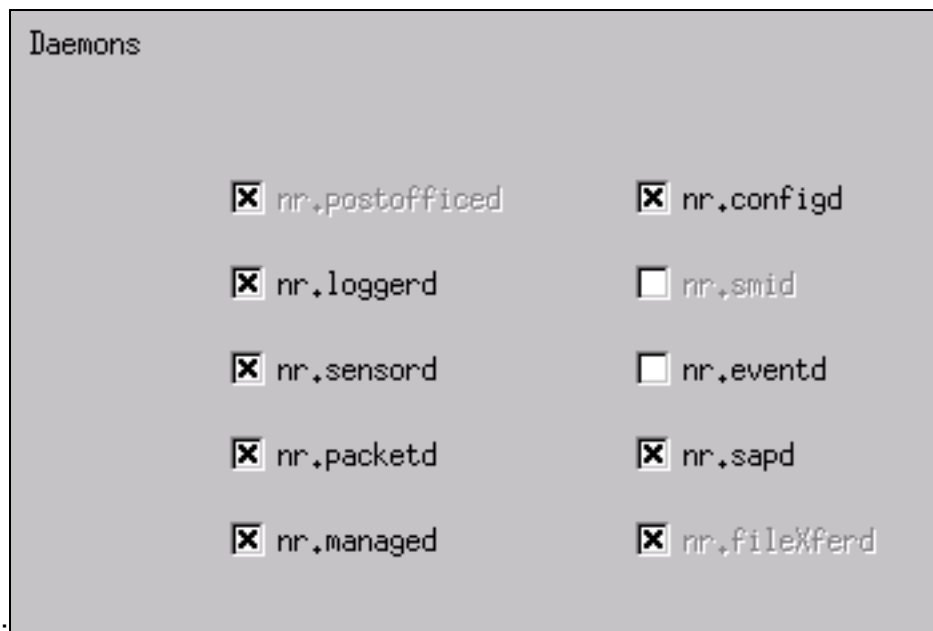 Daemons
nr.postofficed nr.configd
nr.loggerd nr.smid
nr.sensord nr.eventd
nr.packetd nr.sapd
nr.managed nr.fileXferd
.